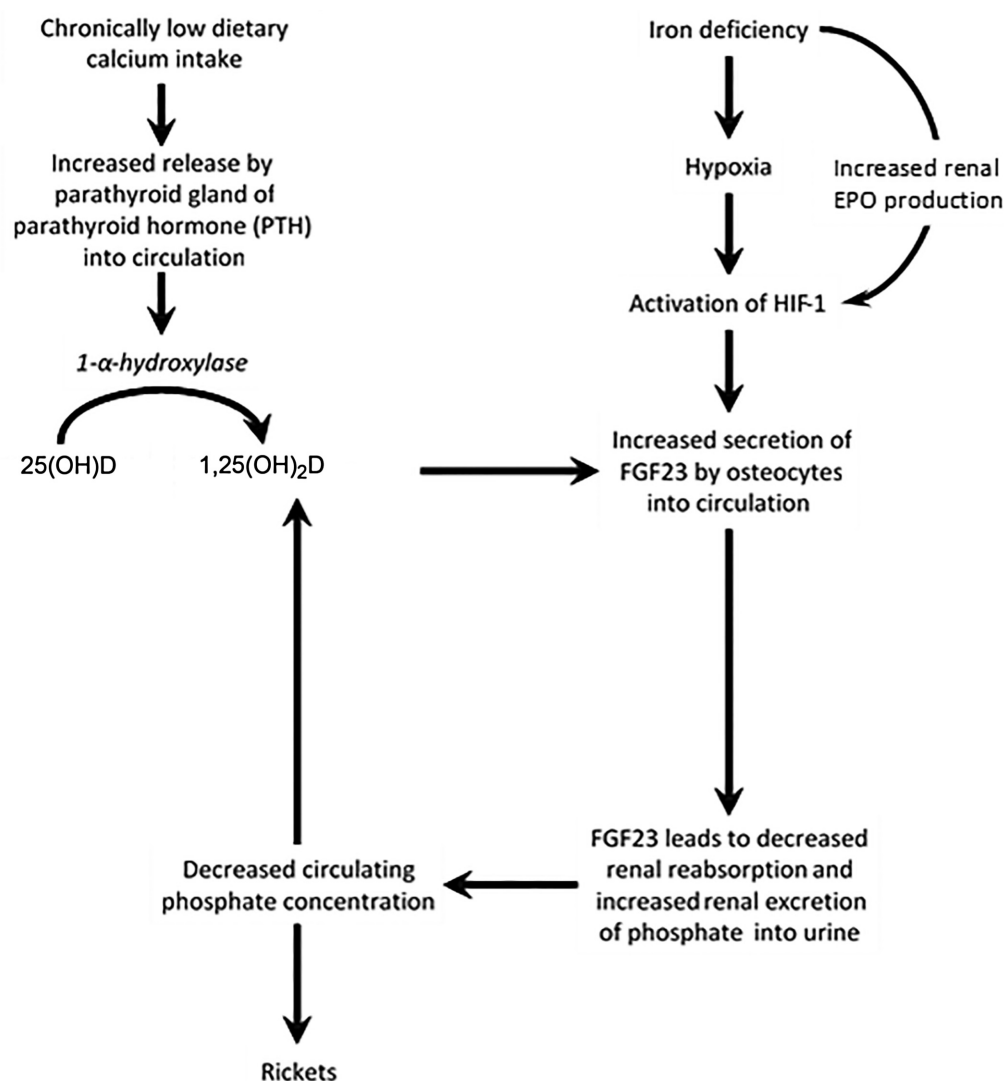 Chronically low dietary
calcium intake
Increased release by
parathyroid gland of
parathyroid hormone (PTH)
into circulation
1-α-hydroxylase
25(OH)D
1,25(OH)₂D
Iron deficiency
Hypoxia
Increased renal
EPO production
Activation of HIF-1
Increased secretion of
FGF23 by osteocytes
into circulation
FGF23 leads to decreased
renal reabsorption and
increased renal excretion
of phosphate into urine
Decreased circulating
phosphate concentration
Rickets